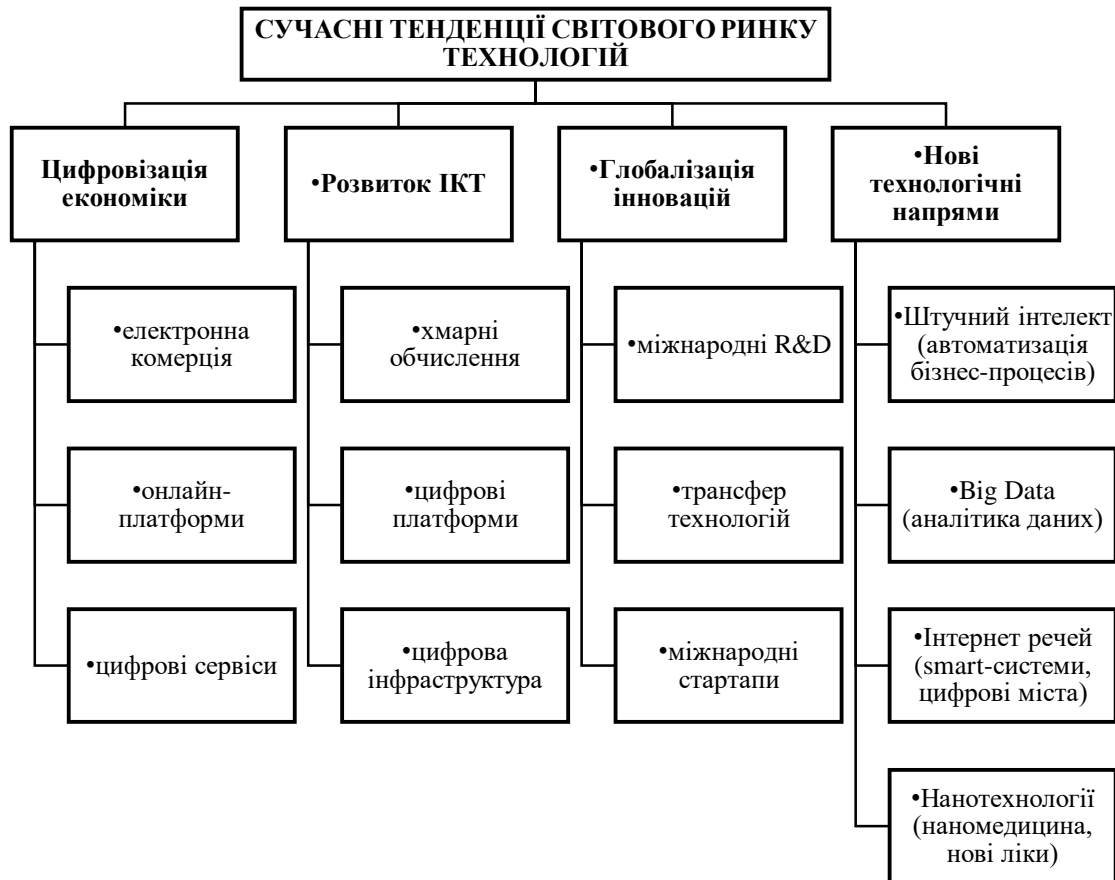 СУЧАСНІ ТЕНДЕНЦІЇ СВІТОВОГО РИНКУ
ТЕХНОЛОГІЙ
Цифровізація
економіки
•електронна
комерція
•онлайн-
платформи
•цифрові сервіси
•Розвиток ІКТ
•хмарні
обчислення
•цифрові
платформи
•цифрова
інфраструктура
•Глобалізація
інновацій
•міжнародні R&D
•трансфер
технологій
•міжнародні
стартапи
•Нові
технологічні
напрями
•Штучний інтелект
(автоматизація
бізнес-процесів)
•Big Data
(аналітика даних)
•Інтернет речей
(smart-системи,
цифрові міста)
•Нанотехнології
(наномедицина,
нові ліки)